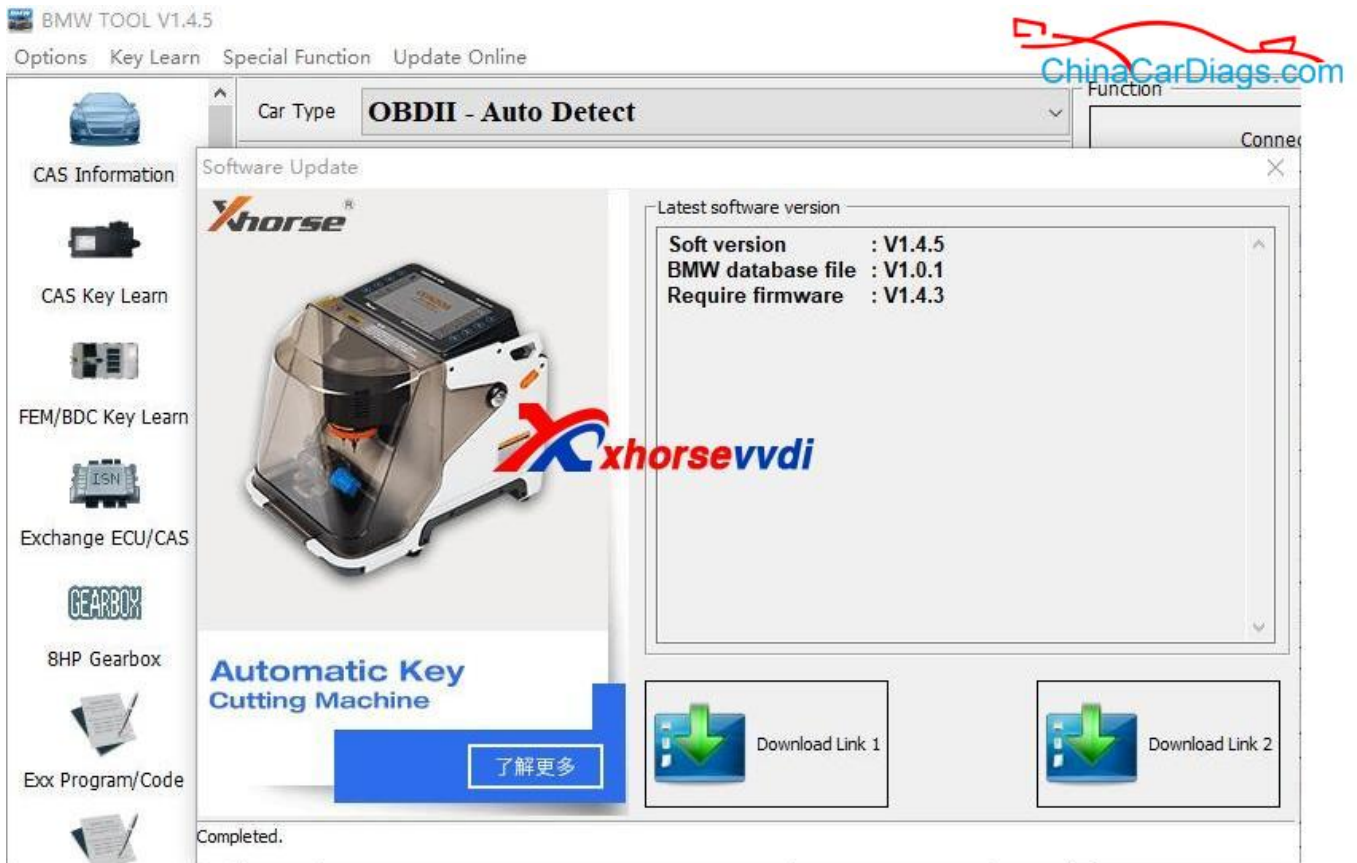 BMW TOOL V1.4.5
Options Key Learn Special Function Update Online
ChinaCarDiags.com
Function
Car Type OBDII - Auto Detect
CAS Information
Software Update
Xhorse®
Latest software version
Soft version : V1.4.5
BMW database file : V1.0.1
Require firmware : V1.4.3
CAS Key Learn
FEM/BDC Key Learn
xhorsevvdi
ISN
Exchange ECU/CAS
GEARBOX
8HP Gearbox
Automatic Key
Cutting Machine
了解更多
Download Link 1
Download Link 2
Exx Program/Code
Completed.